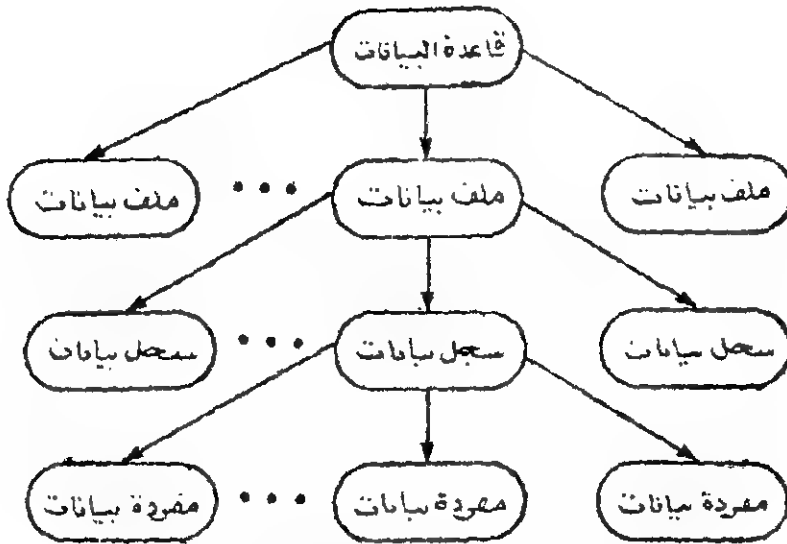 قاعدة البيانات
ملف بيانات
ملف بيانات
• • •
ملف بيانات
سجل بيانات
سجل بيانات
• • •
سجل بيانات
مفردة بيانات
مفردة بيانات
• • •
مفردة بيانات